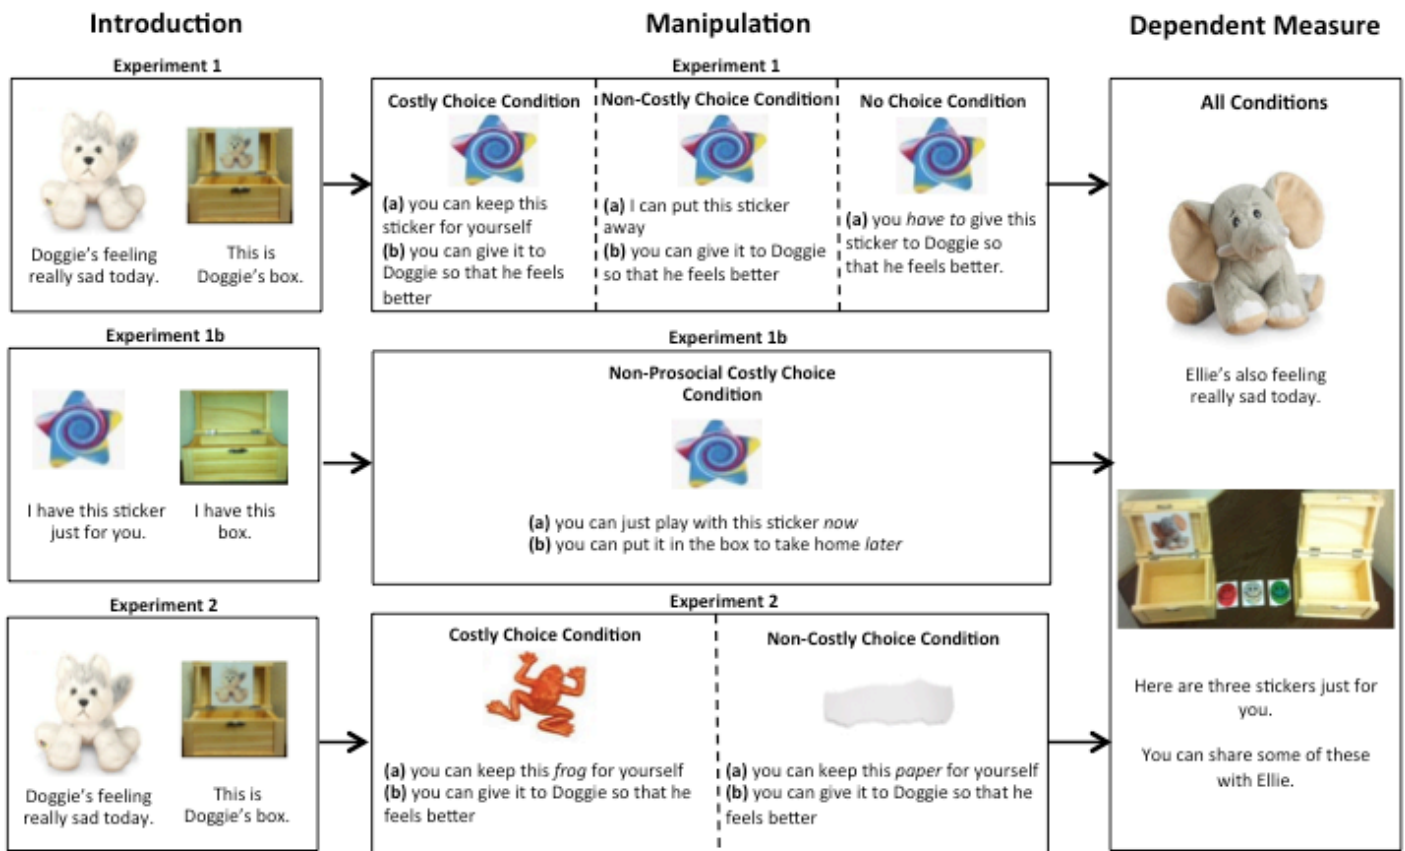 Introduction
Manipulation
Dependent Measure
Experiment 1
Doggie's feeling
really sad today.
This is
Doggie's box.
Experiment 1
Costly Choice Condition
(a) you can keep this
sticker for yourself
(b) you can give it to
Doggie so that he feels
better
Non-Costly Choice Condition
(a) I can put this sticker
away
(b) you can give it to Doggie
so that he feels better
No Choice Condition
(a) you have to give this
sticker to Doggie so
that he feels better.
Experiment 1b
I have this sticker
just for you.
I have this
box.
Experiment 1b
Non-Prosocial Costly Choice
Condition
(a) you can just play with this sticker now
(b) you can put it in the box to take home later
Experiment 2
Doggie's feeling
really sad today.
This is
Doggie's box.
Experiment 2
Costly Choice Condition
(a) you can keep this frog for yourself
(b) you can give it to Doggie so that he
feels better
Non-Costly Choice Condition
(a) you can keep this paper for yourself
(b) you can give it to Doggie so that he
feels better
All Conditions
Ellie's also feeling
really sad today.
Here are three stickers just for
you.
You can share some of these
with Ellie.